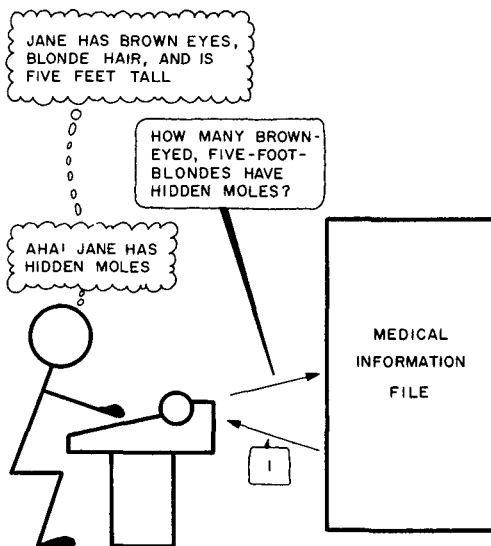 JANE HAS BROWN EYES,
BLONDE HAIR, AND IS
FIVE FEET TALL
HOW MANY BROWN-
EYED, FIVE-FOOT-
BLONDES HAVE
HIDDEN MOLES?
AHA! JANE HAS
HIDDEN MOLES
MEDICAL
INFORMATION
FILE
I